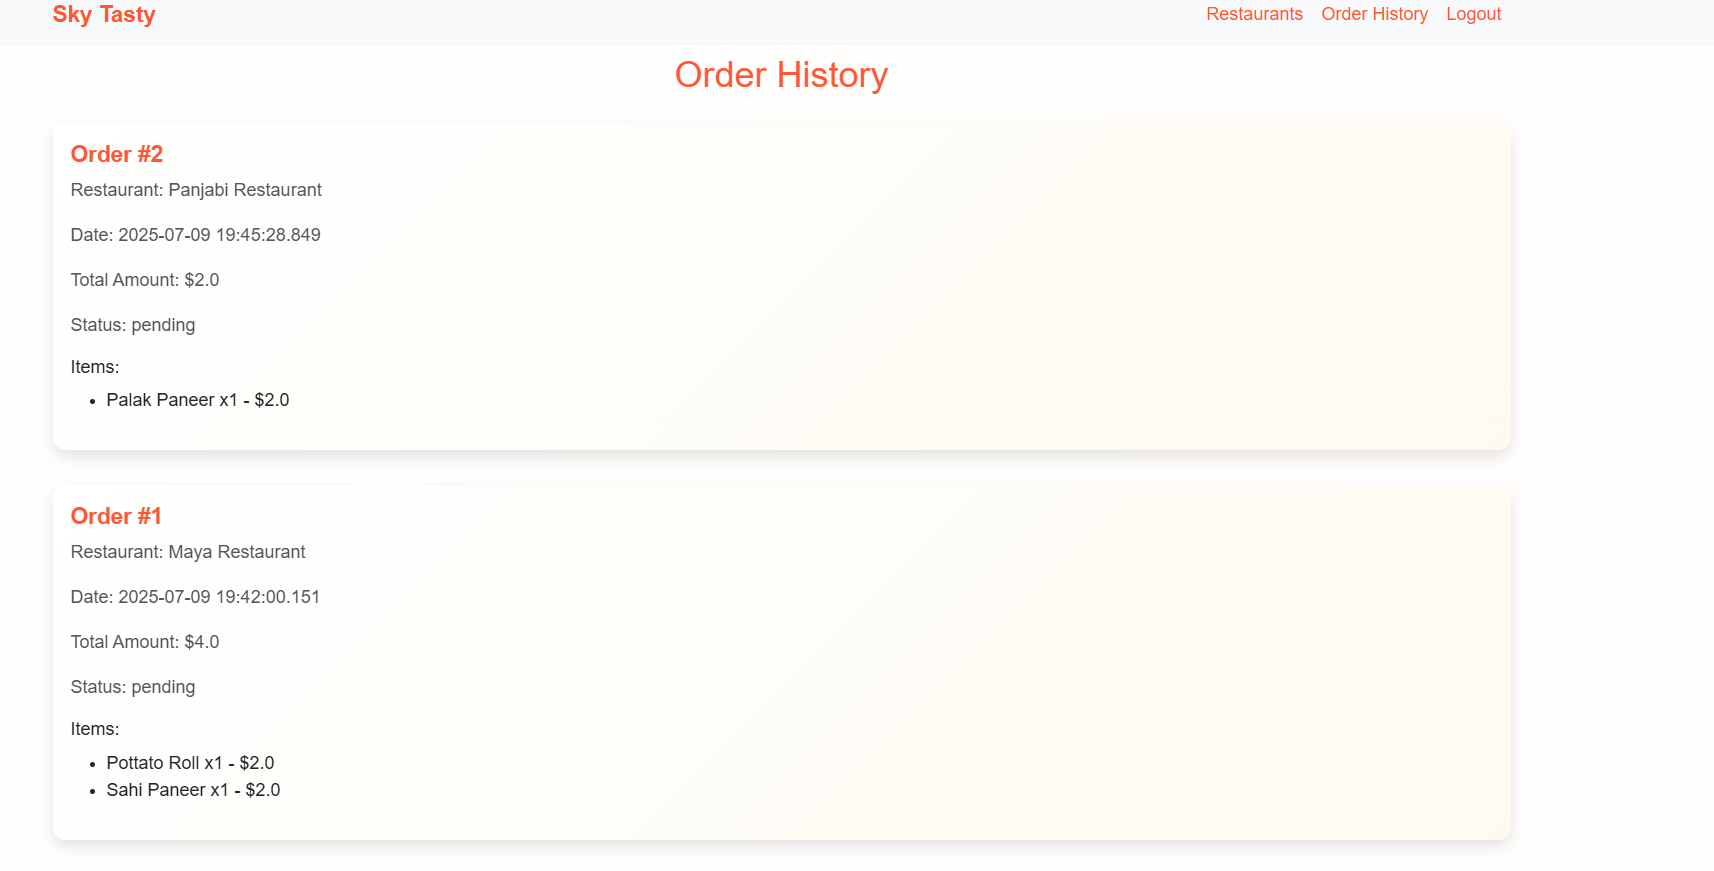 Sky Tasty
Restaurants Order History Logout
Order History
Order #2
Restaurant: Panjabi Restaurant
Date: 2025-07-09 19:45:28.849
Total Amount: $2.0
Status: pending
Items:
• Palak Paneer x1 - $2.0
Order #1
Restaurant: Maya Restaurant
Date: 2025-07-09 19:42:00.151
Total Amount: $4.0
Status: pending
Items:
• Pottato Roll x1 - $2.0
• Sahi Paneer x1 - $2.0